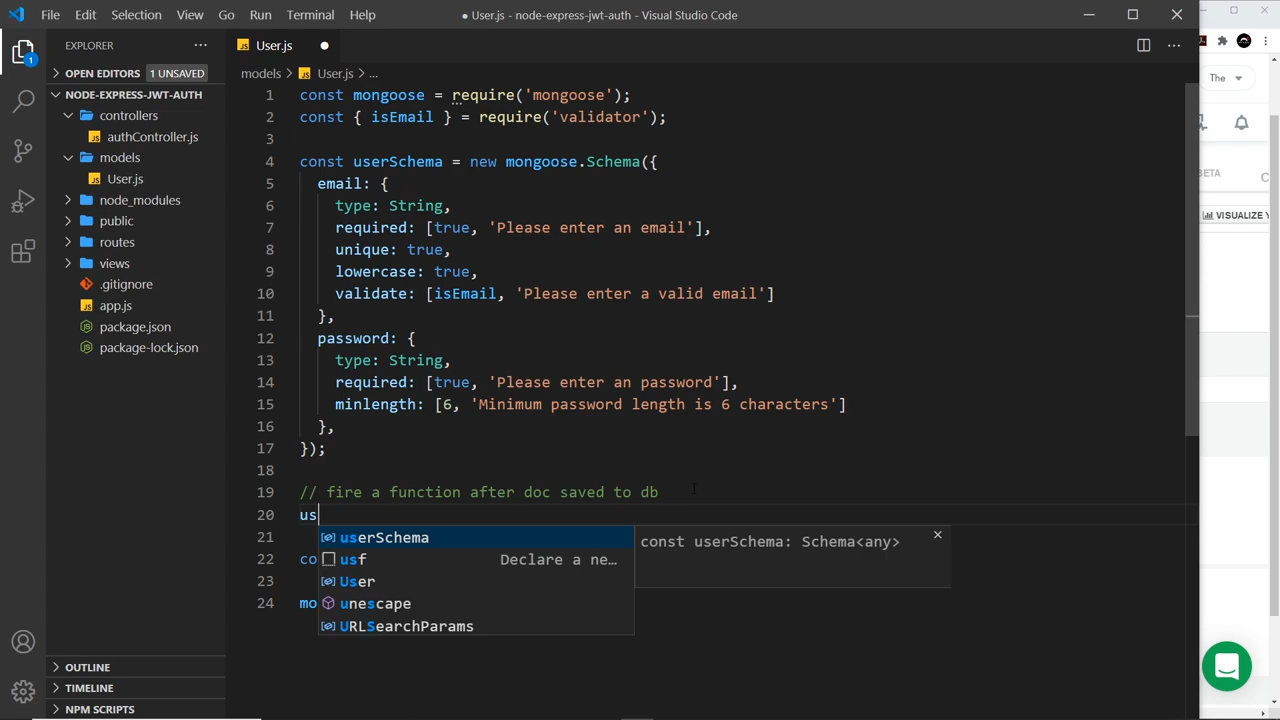 File Edit Selection View Go Run Terminal Help
● User.js - node-express-jwt-auth - Visual Studio Code
EXPLORER
OPEN EDITORS 1 UNSAVED
NODE-EXPRESS-JWT-AUTH
controllers
authController.js
models
User.js
node_modules
public
routes
views
.gitignore
app.js
package.json
package-lock.json
OUTLINE
TIMELINE
NPM SCRIPTS
1
User.js
models > User.js > ...
1 const mongoose = require('mongoose');
2 const { isEmail } = require('validator');
3
4 const userSchema = new mongoose.Schema({
5 email: {
6 type: String,
7 required: [true, 'Please enter an email'],
8 unique: true,
9 lowercase: true,
10 validate: [isEmail, 'Please enter a valid email']
11 },
12 password: {
13 type: String,
14 required: [true, 'Please enter an password'],
15 minlength: [6, 'Minimum password length is 6 characters']
16 },
17 });
18
19 // fire a function after doc saved to db
20 us
21
22 co
23
24 mo
userSchema
usf Declare a ne...
User
unescape
URLSearchParams
const userSchema: Schema<any>
The
BETA
VISUALIZE Y